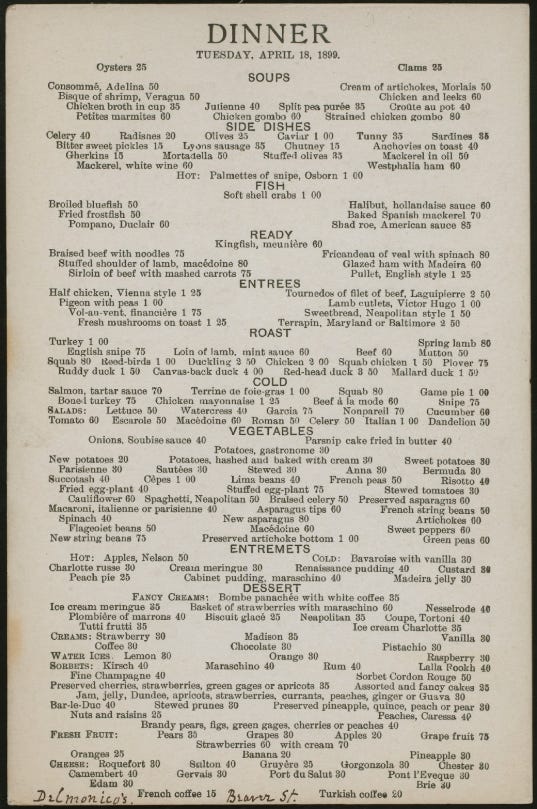 DINNER
TUESDAY, APRIL 18, 1899.
Oysters 25 Clams 25
SOUPS
Consommé, Adelina 50 Cream of artichokes, Morlais 50
Bisque of shrimp, Veragua 50 Chicken and leeks 60
Chicken broth in cup 35 Julienne 40 Split pea purée 35 Croûte au pot 40
Petites marmites 60 Chicken gombo 60 Strained chicken gombo 80
SIDE DISHES
Celery 40 Radisnes 20 Olives 25 Caviar 1 00 Tunny 35 Sardines 35
Bitter sweet pickles 15 Lyons sausage 35 Chutney 15 Anchovies on toast 40
Gherkins 15 Mortadella 50 Stuffed olives 35 Mackerel in oil 50
Mackerel, white wine 60 Westphalia ham 60
HOT: Palmettes of snipe, Osborn 1 00
FISH
Soft shell crabs 1 00
Broiled bluefish 50 Halibut, hollandaise sauce 60
Fried frostfish 50 Baked Spanish mackerel 70
Pompano, Duclair 60 Shad roe, American sauce 85
READY
Kingfish, meunière 60
Braised beef with noodles 75 Fricandeau of veal with spinach 80
Stuffed shoulder of lamb, macédoine 80 Glazed ham with Madeira 60
Sirloin of beef with mashed carrots 75 Pullet, English style 1 25
ENTREES
Half chicken, Vienna style 1 25 Tournedos of filet of beef, Laguipierre 2 50
Pigeon with peas 1 00 Lamb cutlets, Victor Hugo 1 00
Vol-au-vent, financière 1 75 Sweetbread, Neapolitan style 1 50
Fresh mushrooms on toast 1 25 Terrapin, Maryland or Baltimore 2 50
ROAST
Turkey 1 00 Spring lamb 80
English snipe 75 Loin of lamb, mint sauce 60 Beef 60 Mutton 50
Squab 80 Reed-birds 1 00 Duckling 2 50 Chicken 2 00 Squab chicken 1 50 Plover 75
Ruddy duck 1 50 Canvas-back duck 4 00 Red-head duck 3 50 Mallard duck 1 50
COLD
Salmon, tartar sauce 70 Terrine de foie-gras 1 00 Squab 80 Game pie 1 00
Boned turkey 75 Chicken mayonnaise 1 25 Beef à la mode 60 Snipe 75
SALADS: Lettuce 50 Watercress 40 Garcia 75 Nonpareil 70 Cucumber 60
Tomato 60 Escarole 50 Macédoine 60 Roman 50 Celery 50 Italian 1 00 Dandelion 50
VEGETABLES
Onions, Soubise sauce 40 Parsnip cake fried in butter 40
Potatoes, gastronome 30
New potatoes 20 Potatoes, hashed and baked with cream 30 Sweet potatoes 30
Parisienne 30 Sautées 30 Stewed 30 Anna 30 Bermuda 30
Succotash 40 Cêpes 1 00 Lima beans 40 French peas 50 Risotto 40
Fried egg-plant 40 Stuffed egg-plant 75 Stewed tomatoes 30
Cauliflower 60 Spaghetti, Neapolitan 50 Braised celery 50 Preserved asparagus 60
Macaroni, italienne or parisienne 40 Asparagus tips 60 French string beans 50
Spinach 40 New asparagus 80 Artichokes 60
Flageolet beans 50 Macédoine 60 Sweet peppers 60
New string beans 75 Preserved artichoke bottom 1 00 Green peas 60
ENTREMETS
HOT: Apples, Nelson 50 COLD: Bavaroise with vanilla 30
Charlotte russe 30 Cream meringue 30 Renaissance pudding 40 Custard 30
Peach pie 25 Cabinet pudding, maraschino 40 Madeira jelly 30
DESSERT
FANCY CREAMS: Bombe panachée with white coffee 35
Ice cream meringue 35 Basket of strawberries with maraschino 60 Nesselrode 40
Plombière of marrons 40 Biscuit glacé 25 Neapolitan 35 Coupe, Tortoni 40
Tutti frutti 35 Ice cream Charlotte 35
CREAMS: Strawberry 30 Madison 35 Vanilla 30
Coffee 30 Chocolate 30 Pistachio 30
WATER ICES. Lemon 30 Orange 30 Raspberry 30
SORBETS: Kirsch 40 Maraschino 40 Rum 40 Lalla Rookh 40
Fine Champagne 40 Sorbet Cordon Rouge 50
Preserved cherries, strawberries, green gages or apricots 35 Assorted and fancy cakes 25
Jam, jelly, Dundee, apricots, strawberries, currants, peaches, ginger or Guava 30
Bar-le-Duc 40 Stewed prunes 30 Preserved pineapple, quince, peach or pear 30
Nuts and raisins 25 Peaches, Caressa 40
Brandy pears, figs, green gages, cherries or peaches 40
FRESH FRUIT: Pears 35 Grapes 30 Apples 20 Grape fruit 75
Strawberries 60 with cream 70
Oranges 25 Banana 20 Pineapple 30
CHEESE: Roquefort 30 Sulton 40 Gruyère 25 Gorgonzola 30 Chester 30
Camembert 40 Gervais 30 Port du Salut 30 Pont l'Eveque 30
Edam 30 Brie 30
French coffee 15 Turkish coffee 20
Delmonico's. Beaver St.